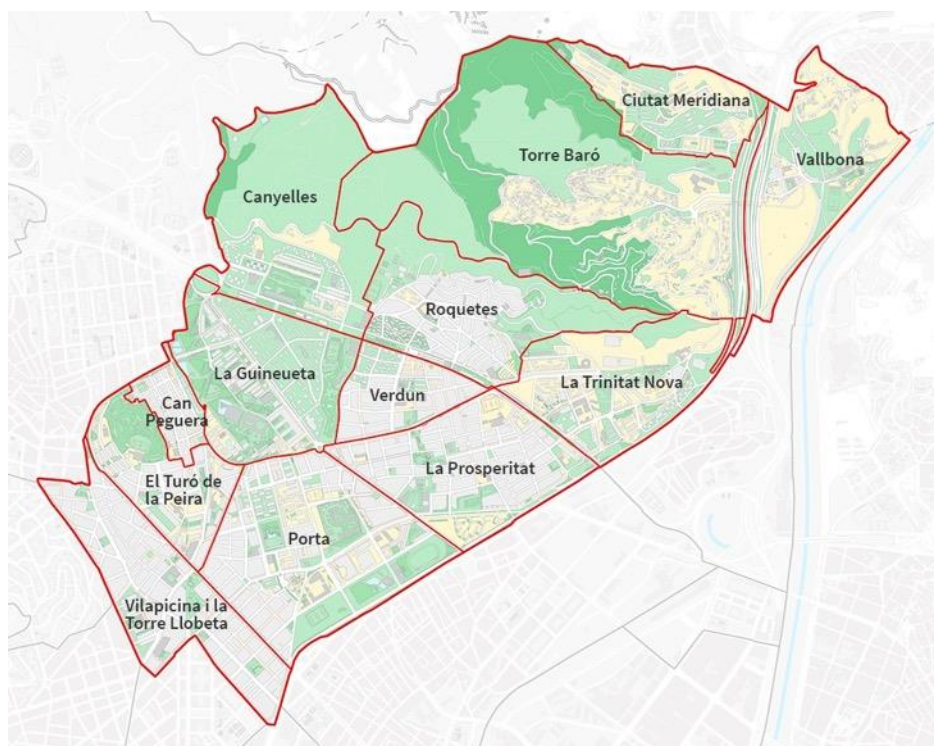 Ciutat Meridiana
Torre Baró
Vallbona
Canyelles
Roquetes
La Guineueta
La Trinitat Nova
Verdún
Can
Peguera
La Prosperitat
El Turó de
la Peira
Porta
Vilapicina i la
Torre Llobeta